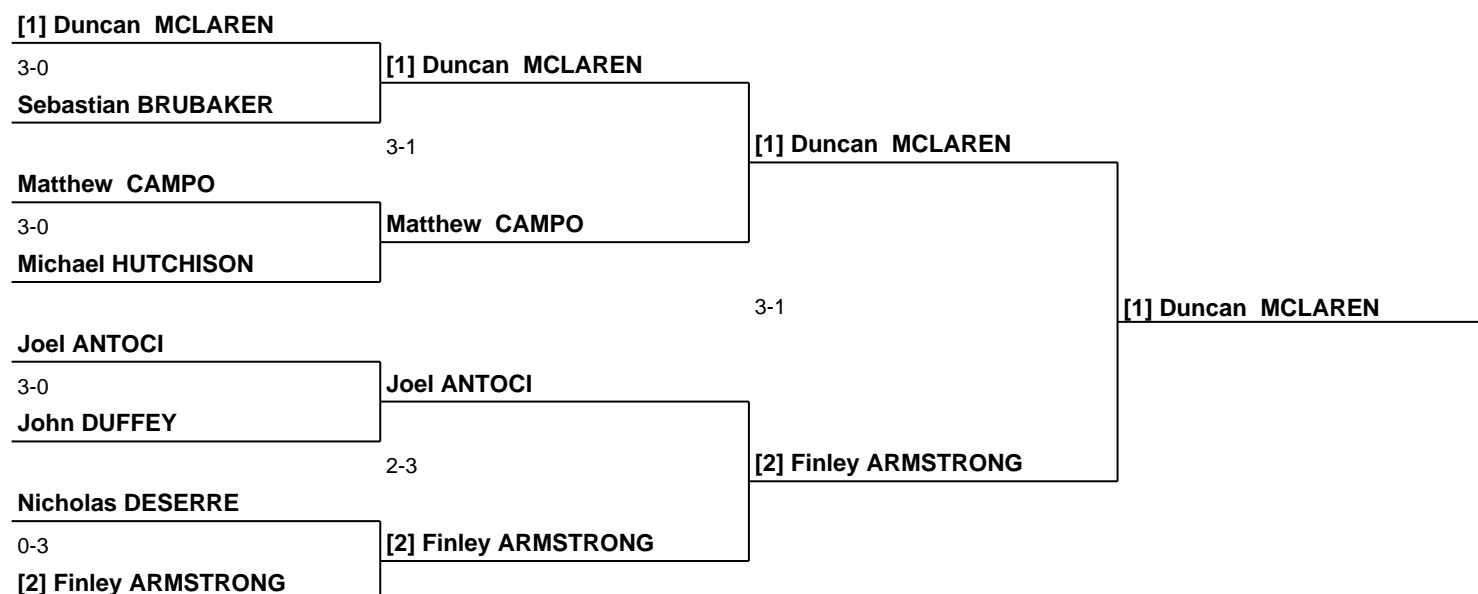 [1] Duncan MCLAREN
3-0
[1] Duncan MCLAREN
Sebastian BRUBAKER
3-1
[1] Duncan MCLAREN
Matthew CAMPO
3-0
Matthew CAMPO
Michael HUTCHISON
3-1
[1] Duncan MCLAREN
Joel ANTOCI
3-0
Joel ANTOCI
John DUFFEY
2-3
[2] Finley ARMSTRONG
Nicholas DESERRE
0-3
[2] Finley ARMSTRONG
[2] Finley ARMSTRONG